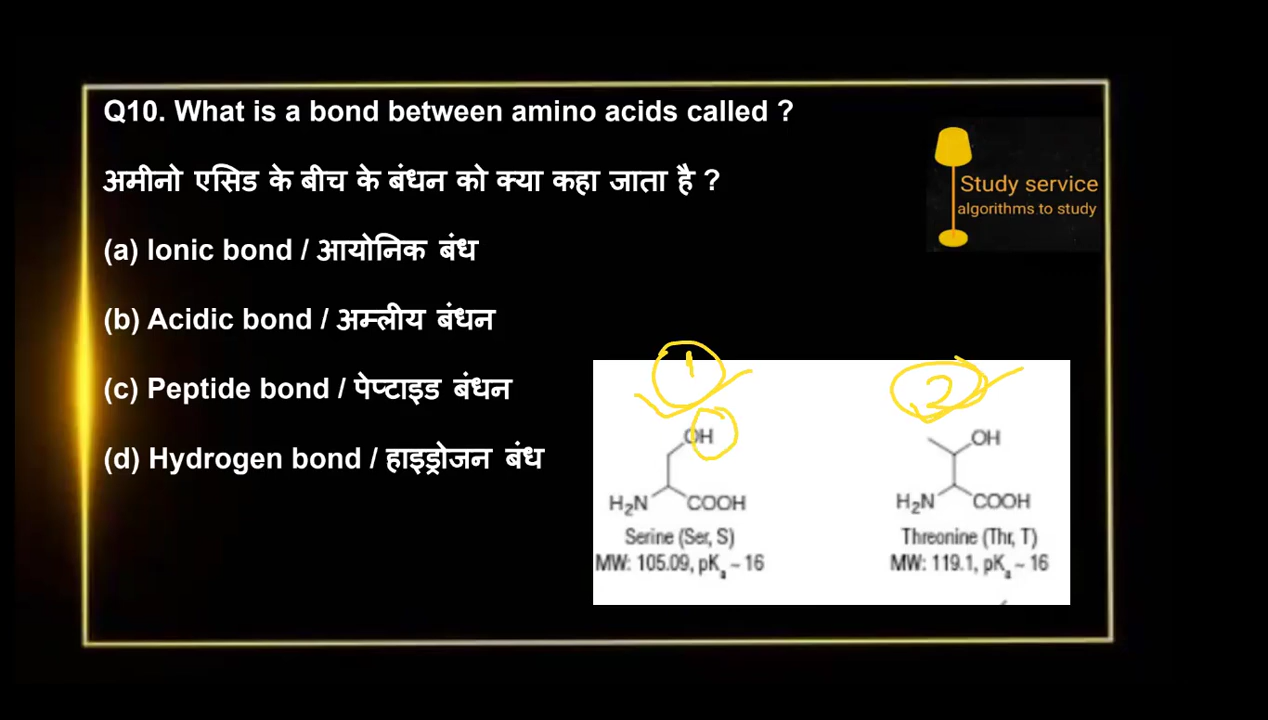 Q10. What is a bond between amino acids called ?
अमीनो एसिड के बीच के बंधन को क्या कहा जाता है ?
(a) Ionic bond / आयोनिक बंध
(b) Acidic bond / अम्लीय बंधन
(c) Peptide bond / पेप्टाइड बंधन
(d) Hydrogen bond / हाइड्रोजन बंध
Study service
algorithms to study
1
2
OH
OH
H₂N COOH
H₂N COOH
Serine (Ser, S)
MW: 105.09, pKₐ ~ 16
Threonine (Thr, T)
MW: 119.1, pKₐ ~ 16